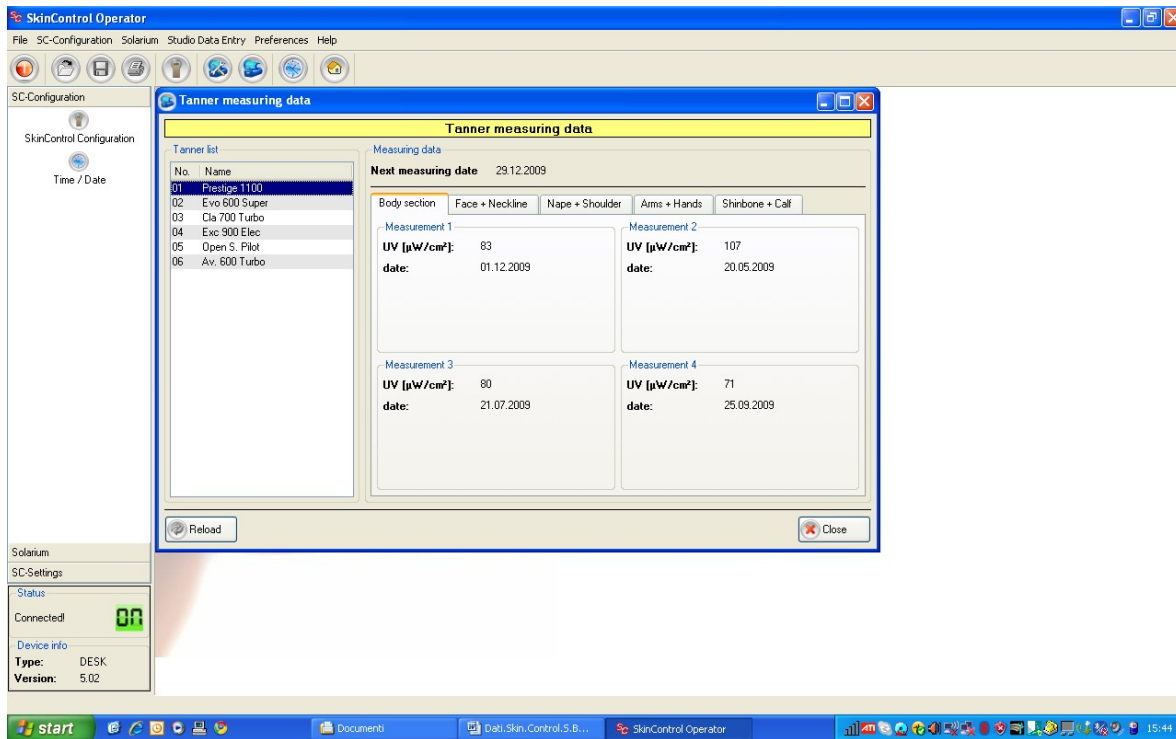 SkinControl Operator
File SC-Configuration Solarium Studio Data Entry Preferences Help
SC-Configuration
SkinControl Configuration
Time / Date
Tanner measuring data
Tanner measuring data
Tanner list
No. Name
01 Prestige 1100
02 Evo 600 Super
03 Cla 700 Turbo
04 Exc 900 Elec
05 Open S. Pilot
06 Av. 600 Turbo
Measuring data
Next measuring date 29.12.2009
Body section Face + Neckline Nape + Shoulder Arms + Hands Shinbone + Calf
Measurement 1
UV [µW/cm²]: 83
date: 01.12.2009
Measurement 2
UV [µW/cm²]: 107
date: 20.05.2009
Measurement 3
UV [µW/cm²]: 80
date: 21.07.2009
Measurement 4
UV [µW/cm²]: 71
date: 25.09.2009
Reload
Close
Solarium
SC-Settings
Status
Connected! ON
Device info
Type: DESK
Version: 5.02
start
Documenti
Dati.Skin.Control.S.B...
SkinControl Operator
15:44